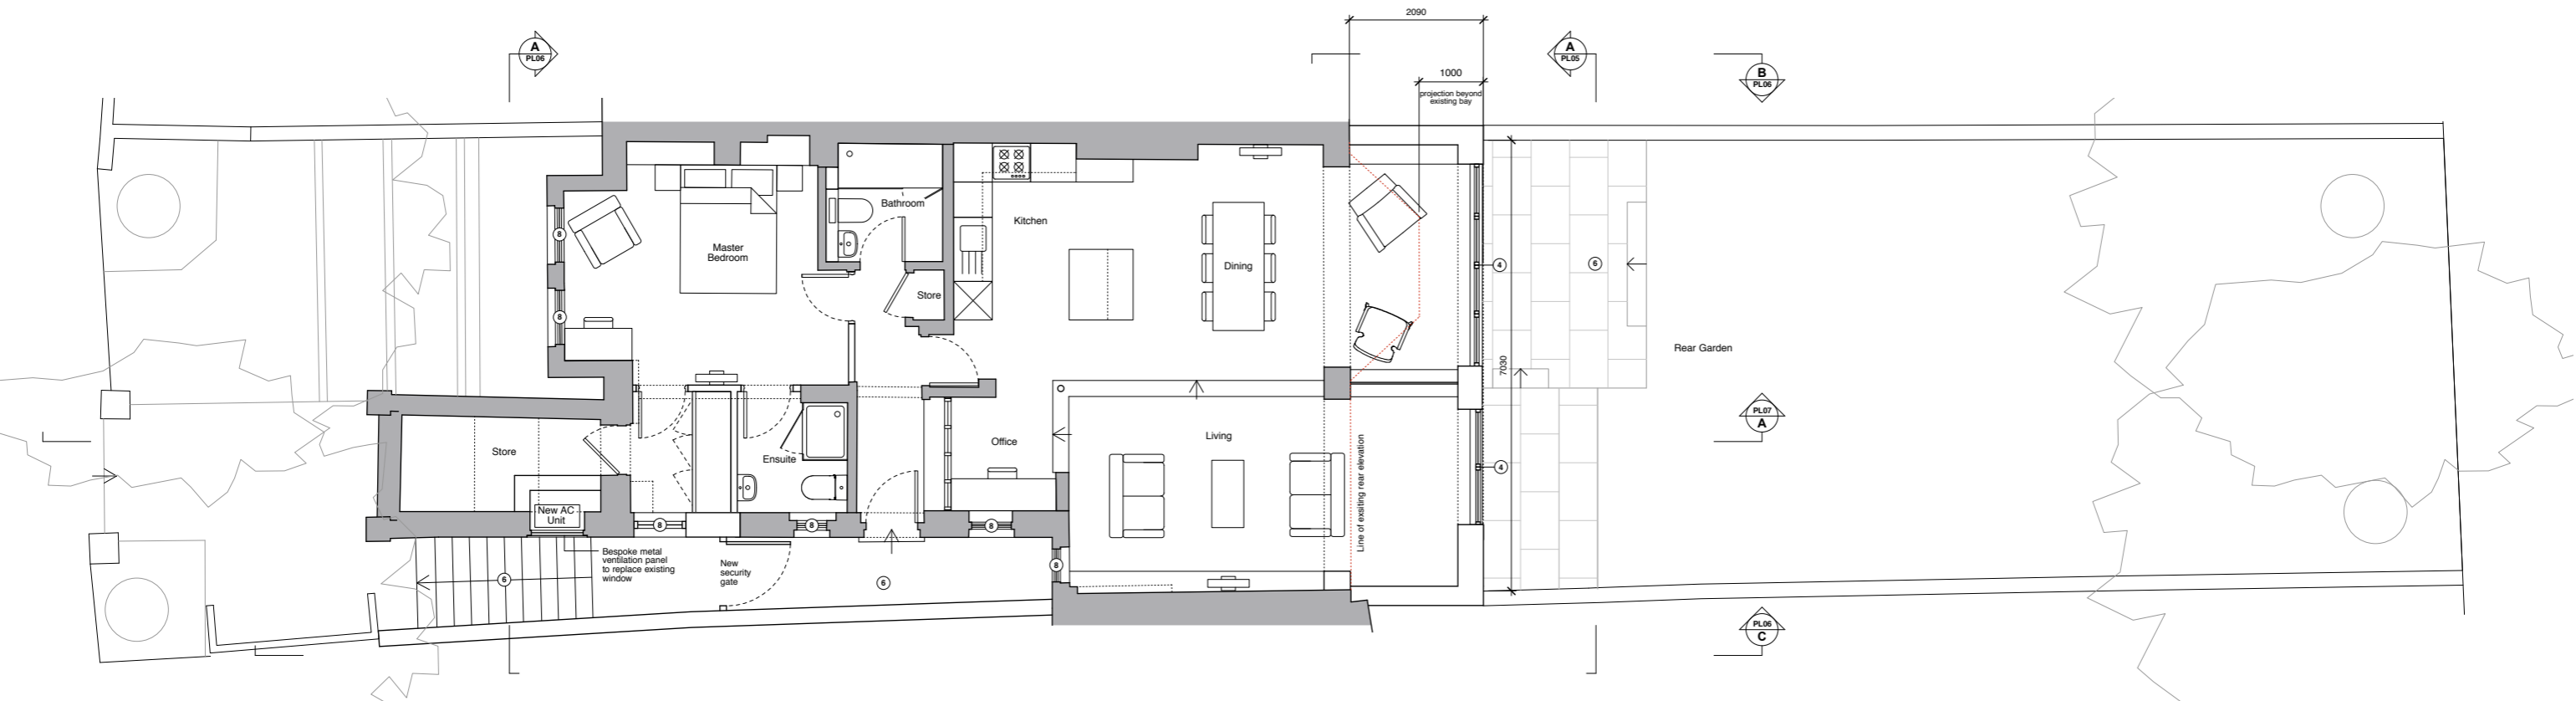 2090
A
PL06
A
PL05
B
PL06
1000
projection beyond
existing bay
8
Bathroom
Kitchen
Master
Bedroom
Dining
4
6
Store
8
Rear Garden
7030
PL07
A
Store
Ensuite
Office
Living
Line of exsiting rear elevation
4
New AC
Unit
8
8
8
Bespoke metal
ventilation panel
to replace existing
window
New
security
gate
8
6
6
PL06
C